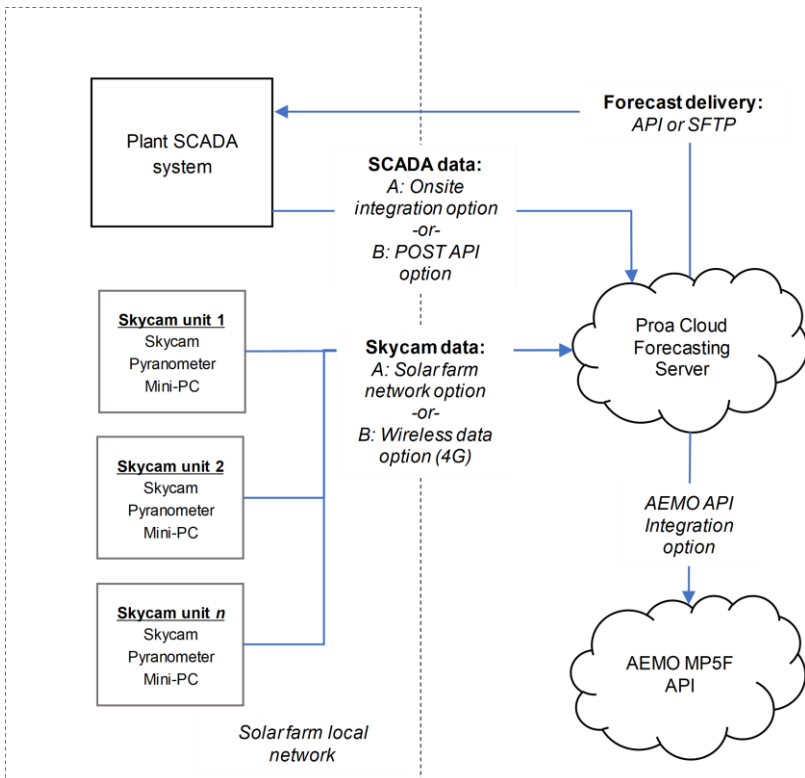 Plant SCADA
system
Forecast delivery:
API or SFTP
SCADA data:
A: Onsite
integration option
-or-
B: POST API
option
Skycam unit 1
Skycam
Pyranometer
Mini-PC
Skycam data:
A: Solar farm
network option
-or-
B: Wireless data
option (4G)
Proa Cloud
Forecasting
Server
Skycam unit 2
Skycam
Pyranometer
Mini-PC
AEMO API
Integration
option
Skycam unit n
Skycam
Pyranometer
Mini-PC
AEMO MP5F
API
Solar farm local
network